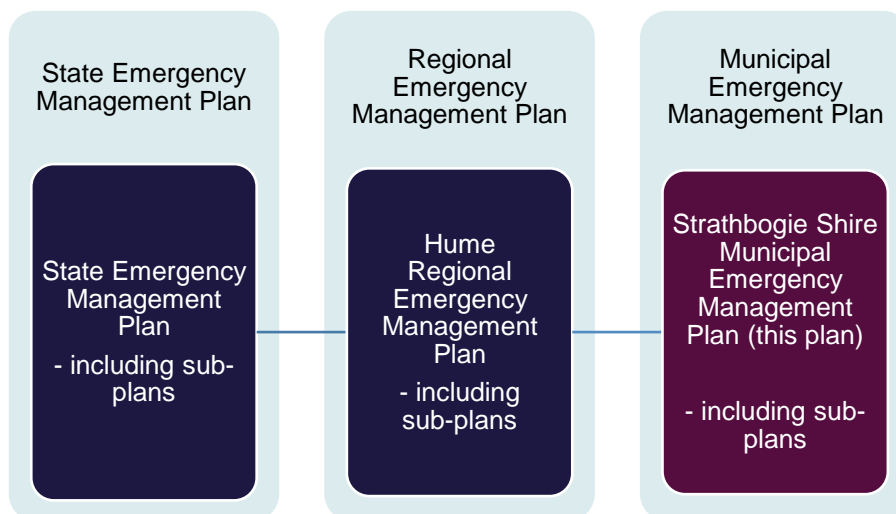 State Emergency
Management Plan
State Emergency
Management
Plan
- including sub-
plans
Regional
Emergency
Management Plan
Hume
Regional
Emergency
Management
Plan
- including
sub-plans
Municipal
Emergency
Management Plan
Strathbogie Shire
Municipal
Emergency
Management
Plan (this plan)
- including sub-
plans